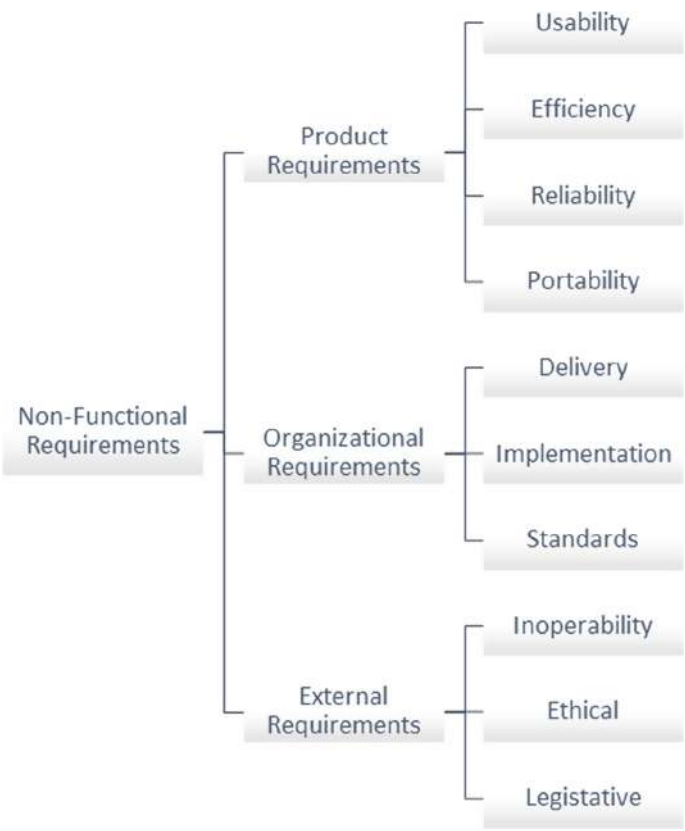 Usability
Efficiency
Product
Requirements
Reliability
Portability
Delivery
Non-Functional
Requirements
Organizational
Requirements
Implementation
Standards
Inoperability
External
Requirements
Ethical
Legistative